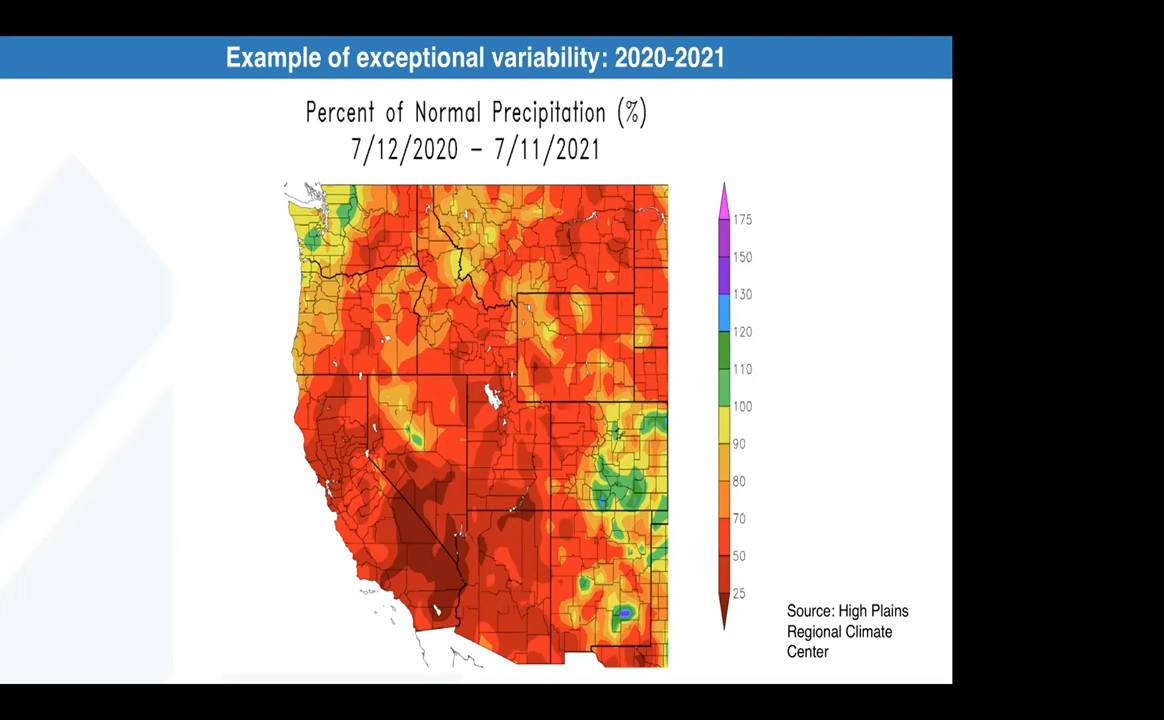 Example of exceptional variability: 2020-2021
Percent of Normal Precipitation (%)
7/12/2020 – 7/11/2021
175
150
130
120
110
100
90
80
70
50
25
Source: High Plains
Regional Climate
Center